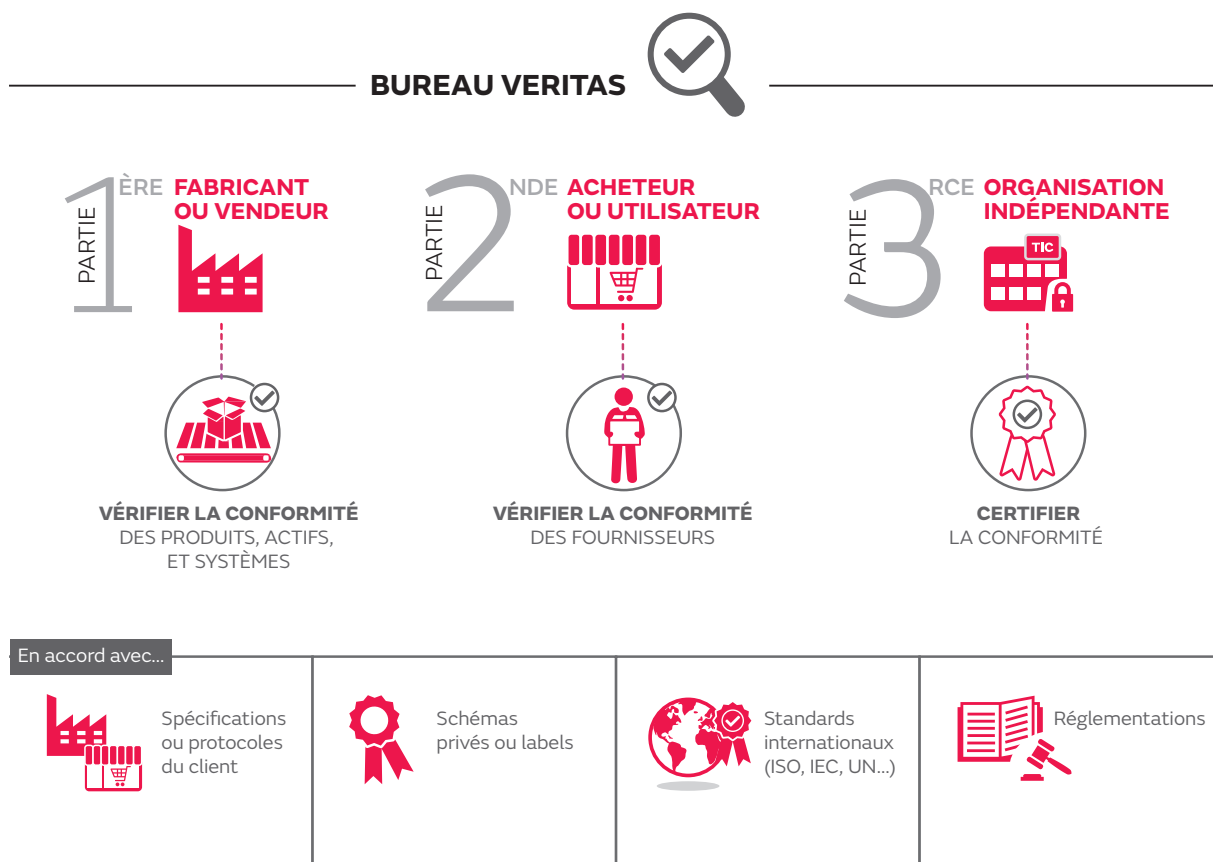 BUREAU VERITAS
PARTIE 1ÈRE FABRICANT
OU VENDEUR
PARTIE 2NDE ACHETEUR
OU UTILISATEUR
PARTIE 3RCE ORGANISATION
INDÉPENDANTE
TIC
VÉRIFIER LA CONFORMITÉ
DES PRODUITS, ACTIFS,
ET SYSTÈMES
VÉRIFIER LA CONFORMITÉ
DES FOURNISSEURS
CERTIFIER
LA CONFORMITÉ
En accord avec...
Spécifications
ou protocoles
du client
Schémas
privés ou labels
Standards
internationaux
(ISO, IEC, UN...)
Réglementations